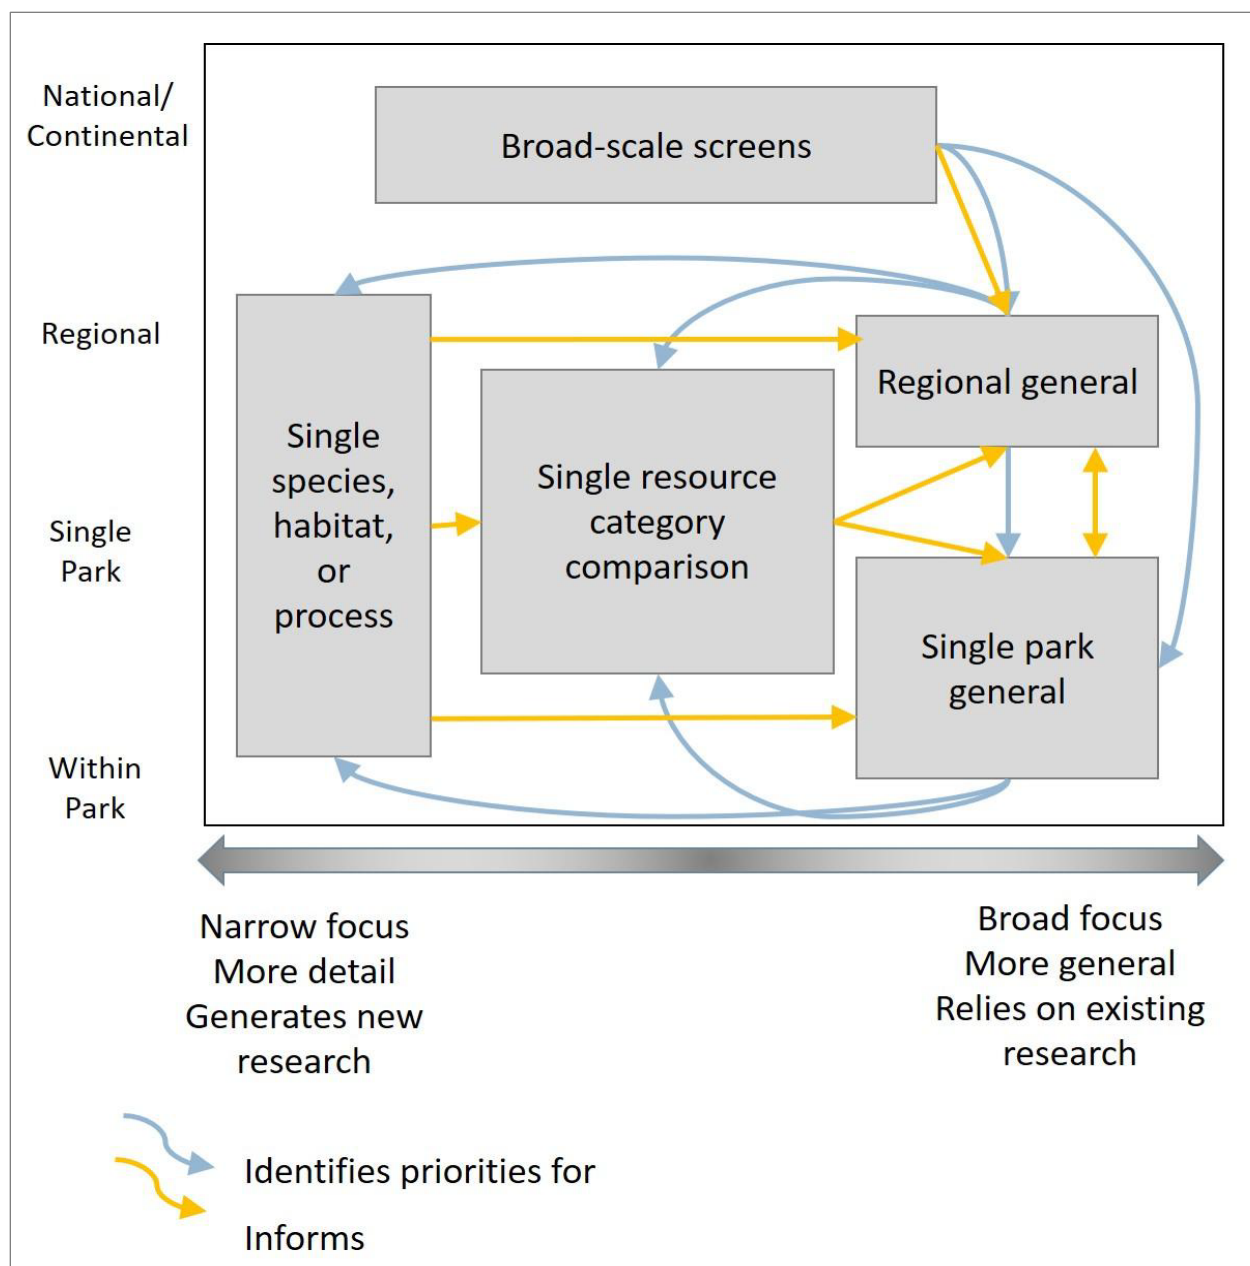 National/
Continental
Broad-scale screens
Regional
Regional general
Single
species,
habitat,
or
process
Single resource
category
comparison
Single
Park
Single park
general
Within
Park
Narrow focus
More detail
Generates new
research
Broad focus
More general
Relies on existing
research
Identifies priorities for
Informs